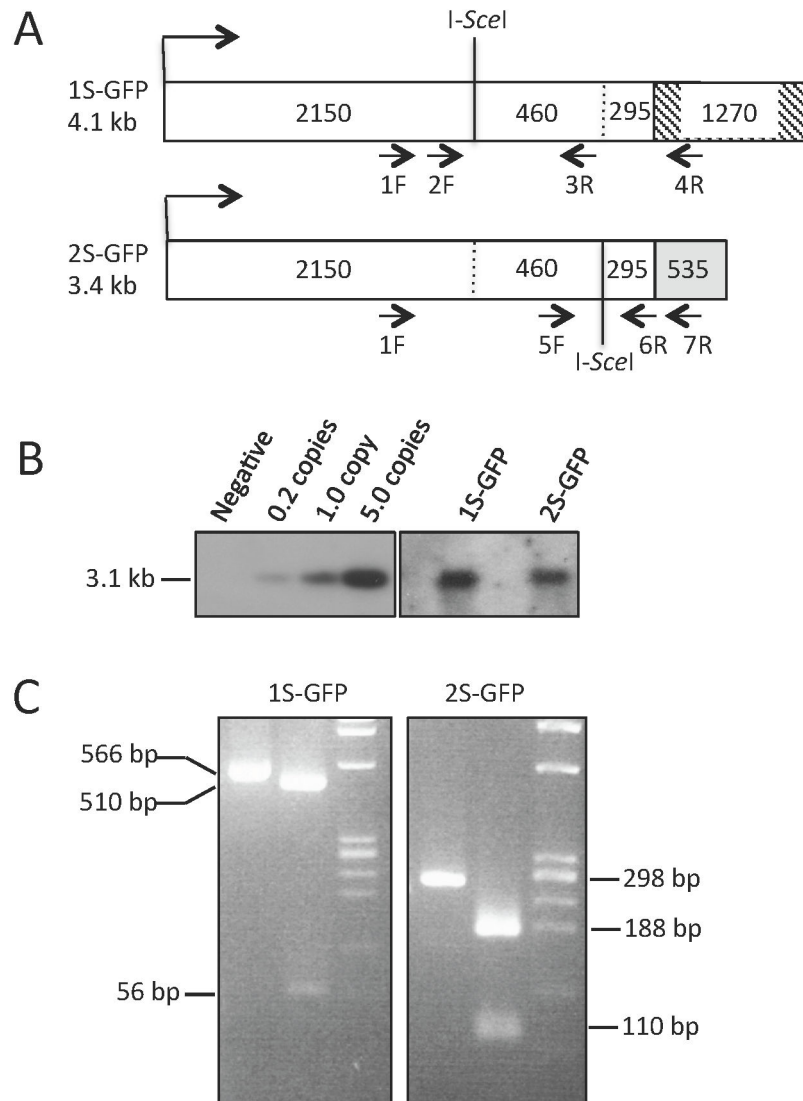 A
I-SceI
1S-GFP
4.1 kb
2150
460
295
1270
1F
2F
3R
4R
2S-GFP
3.4 kb
2150
460
295
535
1F
5F
6R
7R
I-SceI
B
Negative
0.2 copies
1.0 copy
5.0 copies
1S-GFP
2S-GFP
3.1 kb
C
1S-GFP
2S-GFP
566 bp
510 bp
56 bp
298 bp
188 bp
110 bp